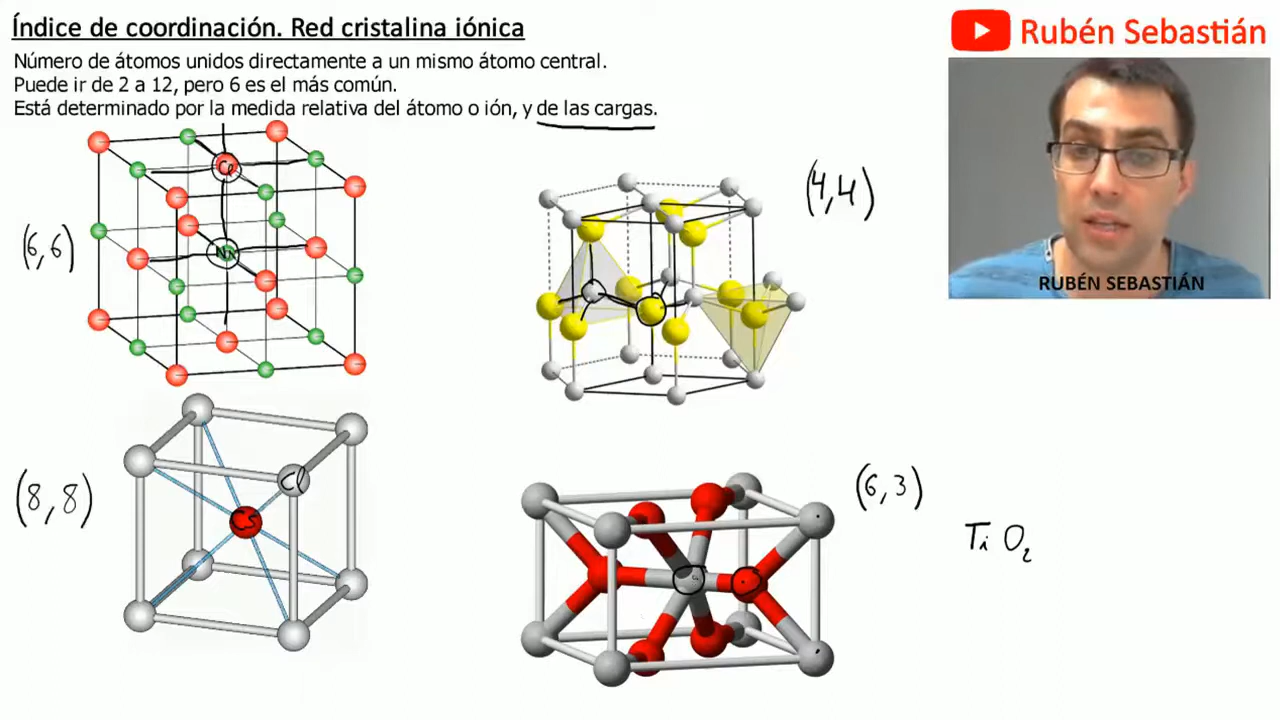 Índice de coordinación. Red cristalina iónica
Número de átomos unidos directamente a un mismo átomo central.
Puede ir de 2 a 12, pero 6 es el más común.
Está determinado por la medida relativa del átomo o ión, y de las cargas.
Rubén Sebastián
RUBÉN SEBASTIÁN
Cl
(6,6)
Na
(4,4)
(8,8)
Cl
Cs
(6,3)
Ti O2